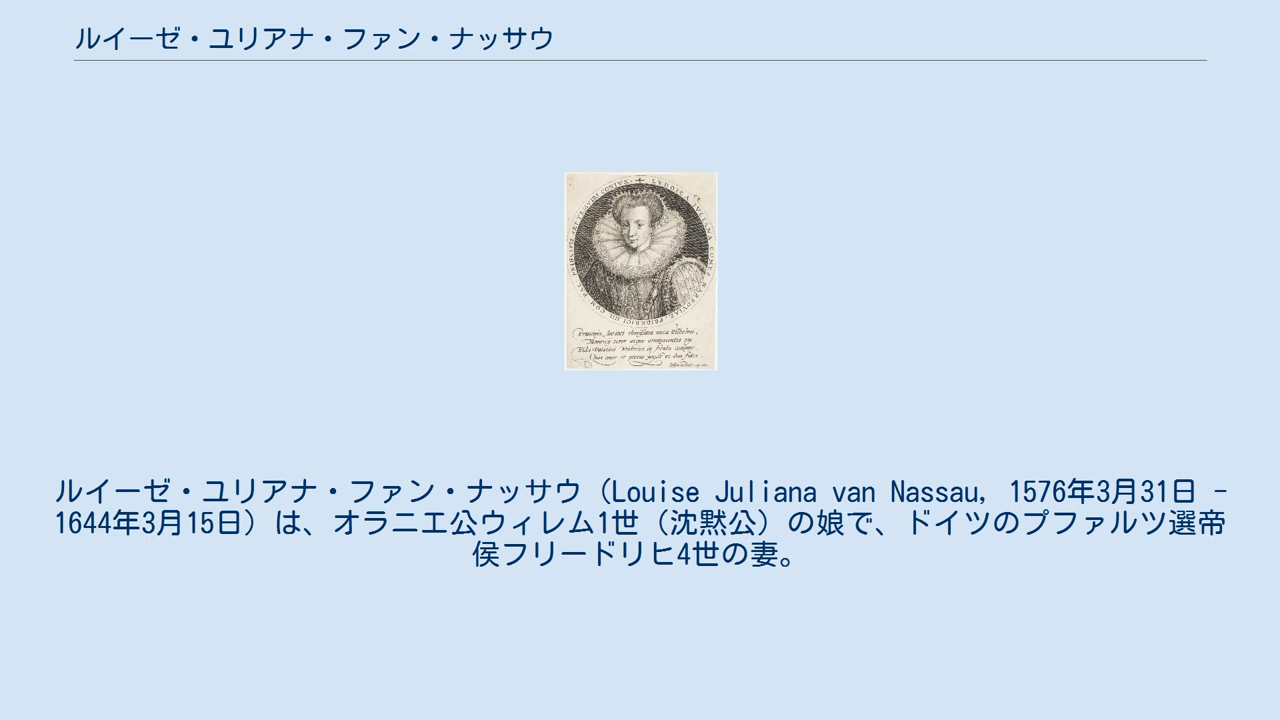 ルイーゼ・ユリアナ・ファン・ナッサウ
ルイーゼ・ユリアナ・ファン・ナッサウ（Louise Juliana van Nassau, 1576年3月31日 -
1644年3月15日）は、オラニエ公ウィレム1世（沈黙公）の娘で、ドイツのプファルツ選帝
侯フリードリヒ4世の妻。